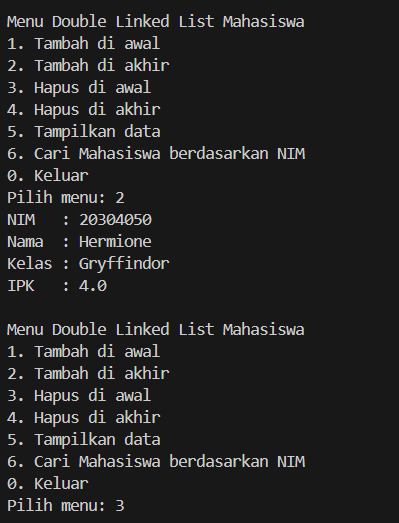 Menu Double Linked List Mahasiswa
1. Tambah di awal
2. Tambah di akhir
3. Hapus di awal
4. Hapus di akhir
5. Tampilkan data
6. Cari Mahasiswa berdasarkan NIM
0. Keluar
Pilih menu: 2
NIM   : 20304050
Nama  : Hermione
Kelas : Gryffindor
IPK   : 4.0

Menu Double Linked List Mahasiswa
1. Tambah di awal
2. Tambah di akhir
3. Hapus di awal
4. Hapus di akhir
5. Tampilkan data
6. Cari Mahasiswa berdasarkan NIM
0. Keluar
Pilih menu: 3